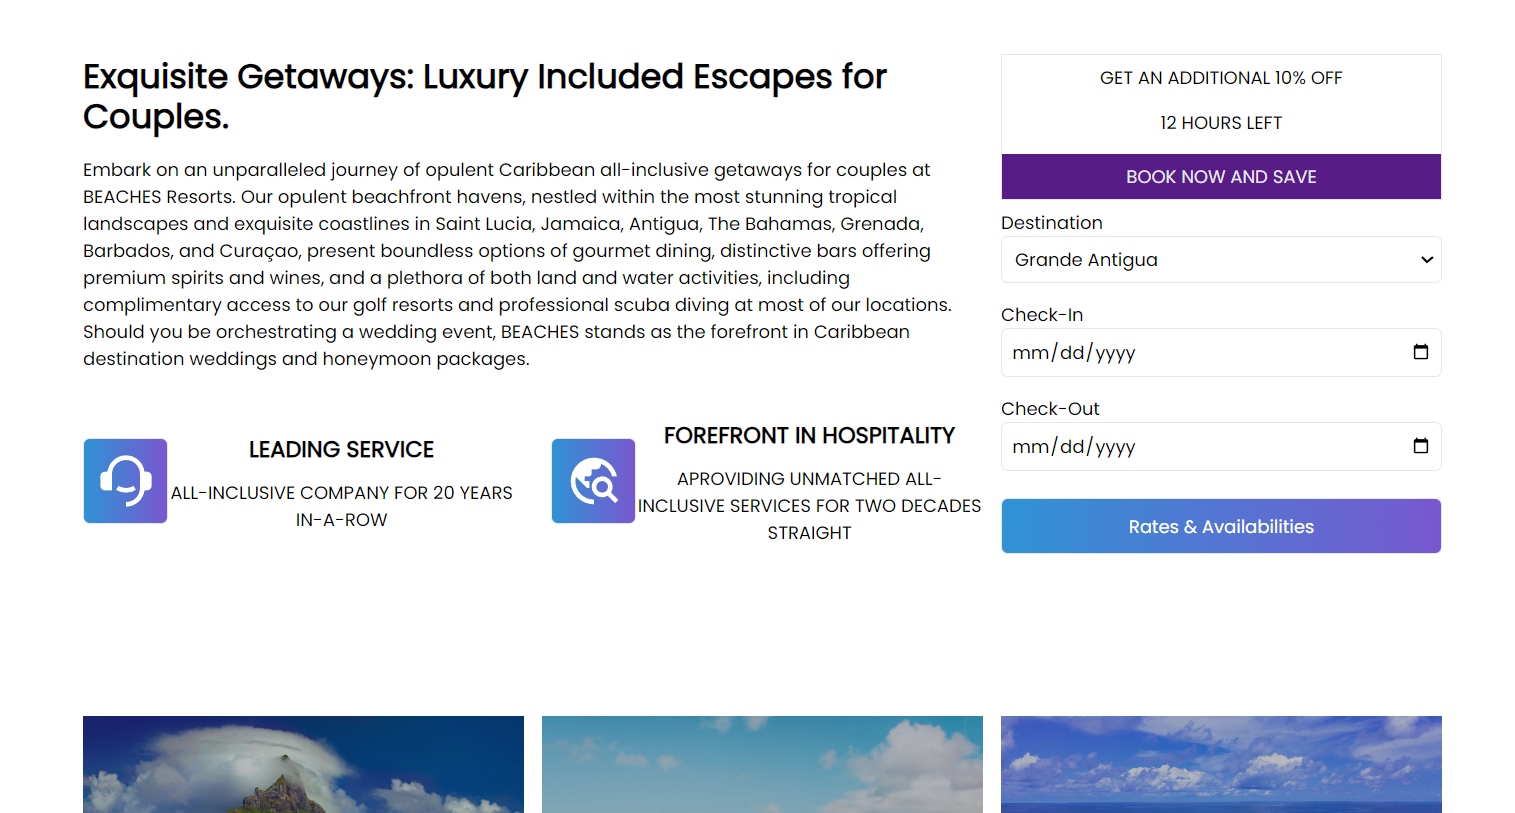 Exquisite Getaways: Luxury Included Escapes for
Couples.
Embark on an unparalleled journey of opulent Caribbean all-inclusive getaways for couples at
BEACHES Resorts. Our opulent beachfront havens, nestled within the most stunning tropical
landscapes and exquisite coastlines in Saint Lucia, Jamaica, Antigua, The Bahamas, Grenada,
Barbados, and Curaçao, present boundless options of gourmet dining, distinctive bars offering
premium spirits and wines, and a plethora of both land and water activities, including
complimentary access to our golf resorts and professional scuba diving at most of our locations.
Should you be orchestrating a wedding event, BEACHES stands as the forefront in Caribbean
destination weddings and honeymoon packages.
LEADING SERVICE
ALL-INCLUSIVE COMPANY FOR 20 YEARS
IN-A-ROW
FOREFRONT IN HOSPITALITY
APROVIDING UNMATCHED ALL-
INCLUSIVE SERVICES FOR TWO DECADES
STRAIGHT
GET AN ADDITIONAL 10% OFF
12 HOURS LEFT
BOOK NOW AND SAVE
Destination
Grande Antigua
Check-In
mm/dd/yyyy
Check-Out
mm/dd/yyyy
Rates & Availabilities